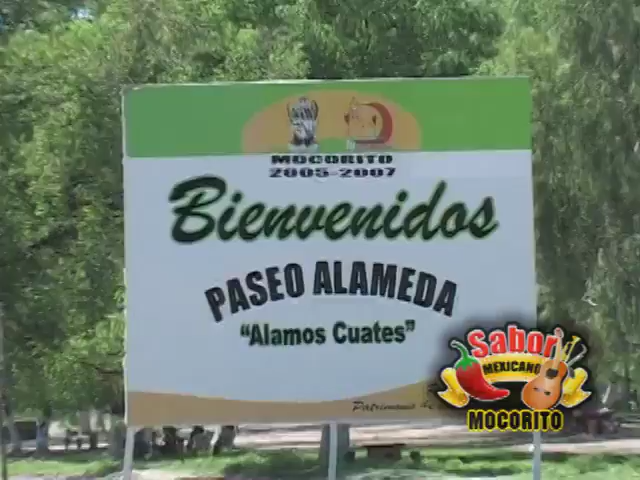 MOCORITO
2005-2007
Bienvenidos
PASEO ALAMEDA
"Alamos Cuates"
Sabor
MEXICANO
MOCORITO